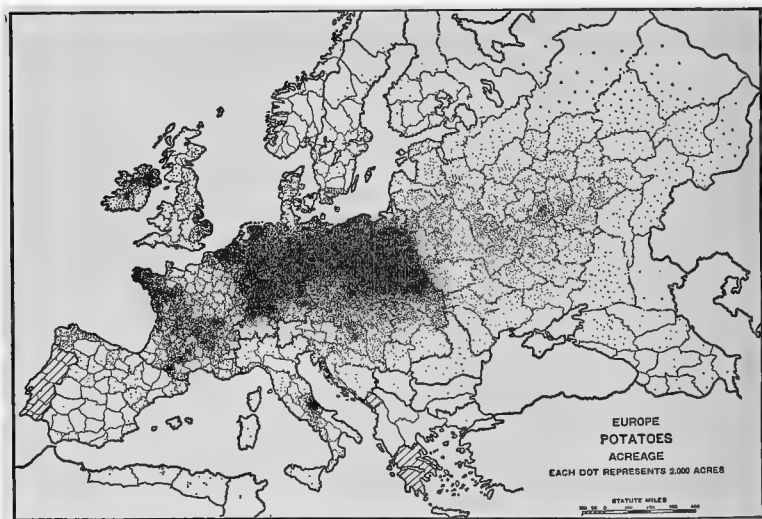 EUROPE
POTATOES
ACREAGE
EACH DOT REPRESENTS 2,000 ACRES
STATUTE MILES